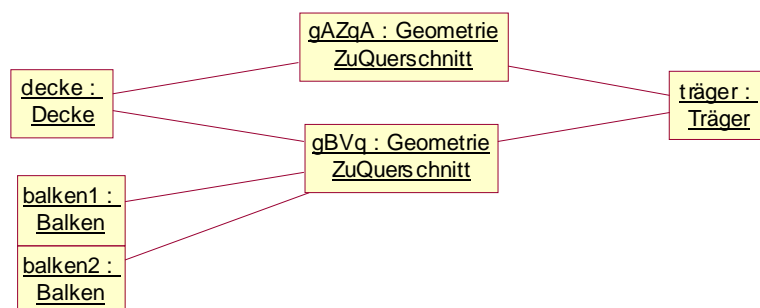 gAZqA : Geometrie
ZuQuerschnitt
decke :
Decke
träger :
Träger
gBVq : Geometrie
ZuQuerschnitt
balken1 :
Balken
balken2 :
Balken